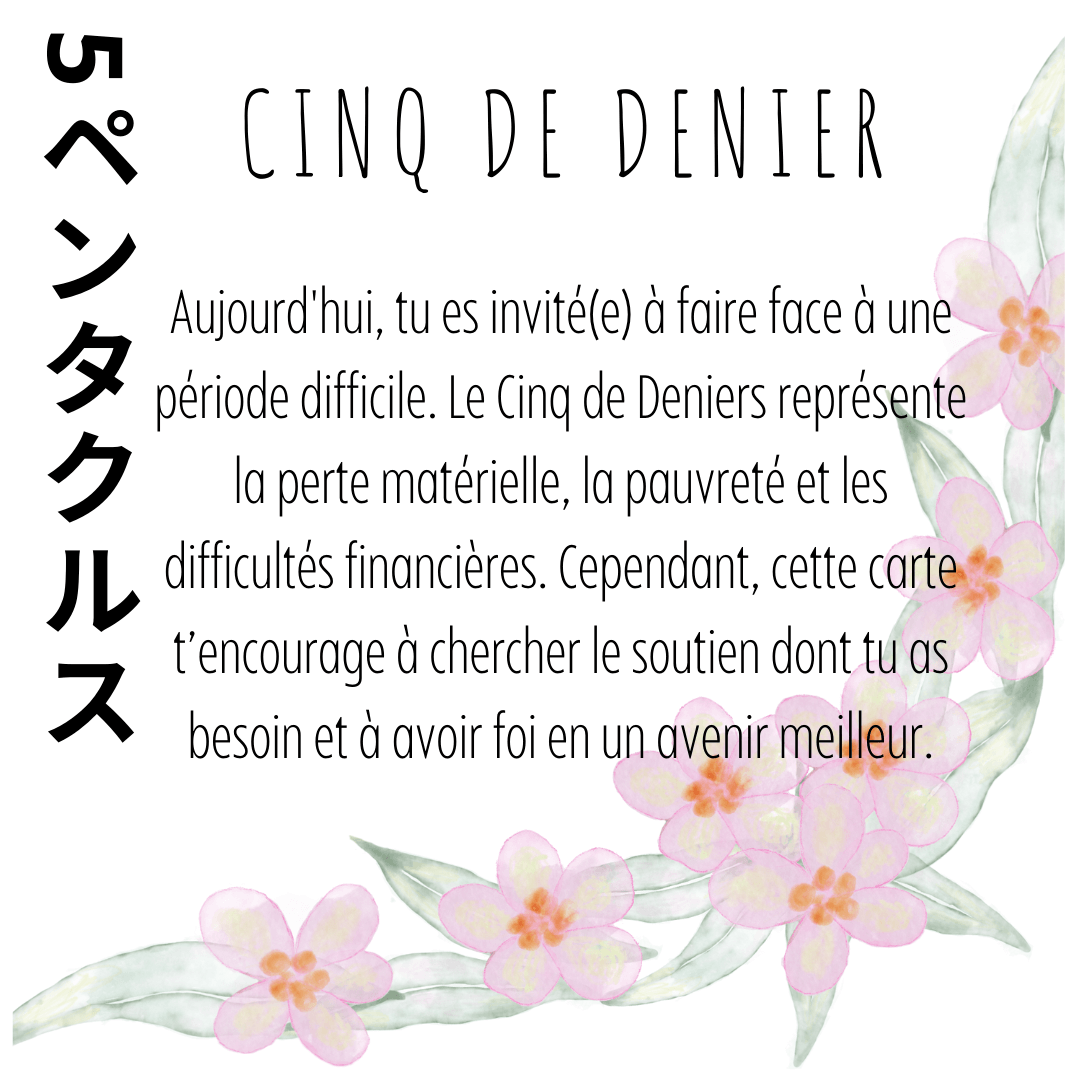 5ペンタクルス
CINQ DE DENIER
Aujourd'hui, tu es invité(e) à faire face à une
période difficile. Le Cinq de Deniers représente
la perte matérielle, la pauvreté et les
difficultés financières. Cependant, cette carte
t’encourage à chercher le soutien dont tu as
besoin et à avoir foi en un avenir meilleur.